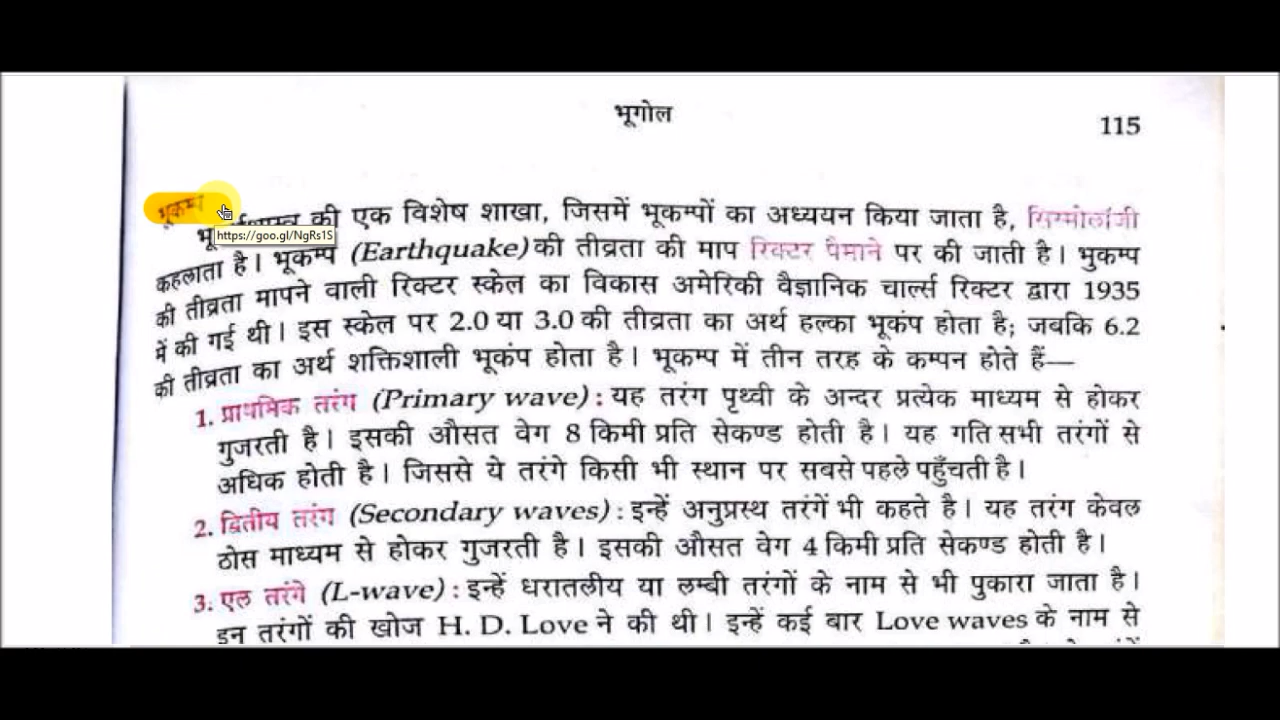 भूगोल
115
भूकम्प
की एक विशेष शाखा, जिसमें भूकम्पों का अध्ययन किया जाता है, सिस्मोलॉजी
https://goo.gl/NgRs1S
कहलाता है। भूकम्प (Earthquake) की तीव्रता की माप रिक्टर पैमाने पर की जाती है। भुकम्प
की तीव्रता मापने वाली रिक्टर स्केल का विकास अमेरिकी वैज्ञानिक चार्ल्स रिक्टर द्वारा 1935
में की गई थी। इस स्केल पर 2.0 या 3.0 की तीव्रता का अर्थ हल्का भूकंप होता है; जबकि 6.2
की तीव्रता का अर्थ शक्तिशाली भूकंप होता है। भूकम्प में तीन तरह के कम्पन होते हैं—
1. प्राथमिक तरंग (Primary wave) : यह तरंग पृथ्वी के अन्दर प्रत्येक माध्यम से होकर
गुजरती है। इसकी औसत वेग 8 किमी प्रति सेकण्ड होती है। यह गति सभी तरंगों से
अधिक होती है। जिससे ये तरंगे किसी भी स्थान पर सबसे पहले पहुँचती है।
2. द्वितीय तरंग (Secondary waves) : इन्हें अनुप्रस्थ तरंगें भी कहते है। यह तरंग केवल
ठोस माध्यम से होकर गुजरती है। इसकी औसत वेग 4 किमी प्रति सेकण्ड होती है।
3. एल तरंगे (L-wave) : इन्हें धरातलीय या लम्बी तरंगों के नाम से भी पुकारा जाता है।
इन तरंगों की खोज H. D. Love ने की थी। इन्हें कई बार Love waves के नाम से